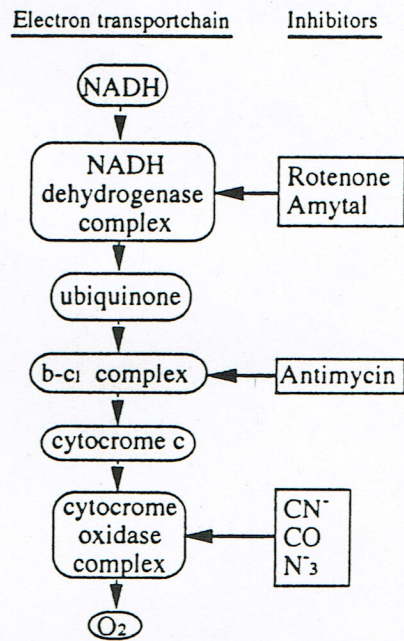 Electron transportchain Inhibitors
NADH
NADH
dehydrogenase
complex
Rotenone
Amytal
ubiquinone
b-c₁ complex
Antimycin
cytocrome c
cytocrome
oxidase
complex
CN⁻
CO
N⁻₃
O₂